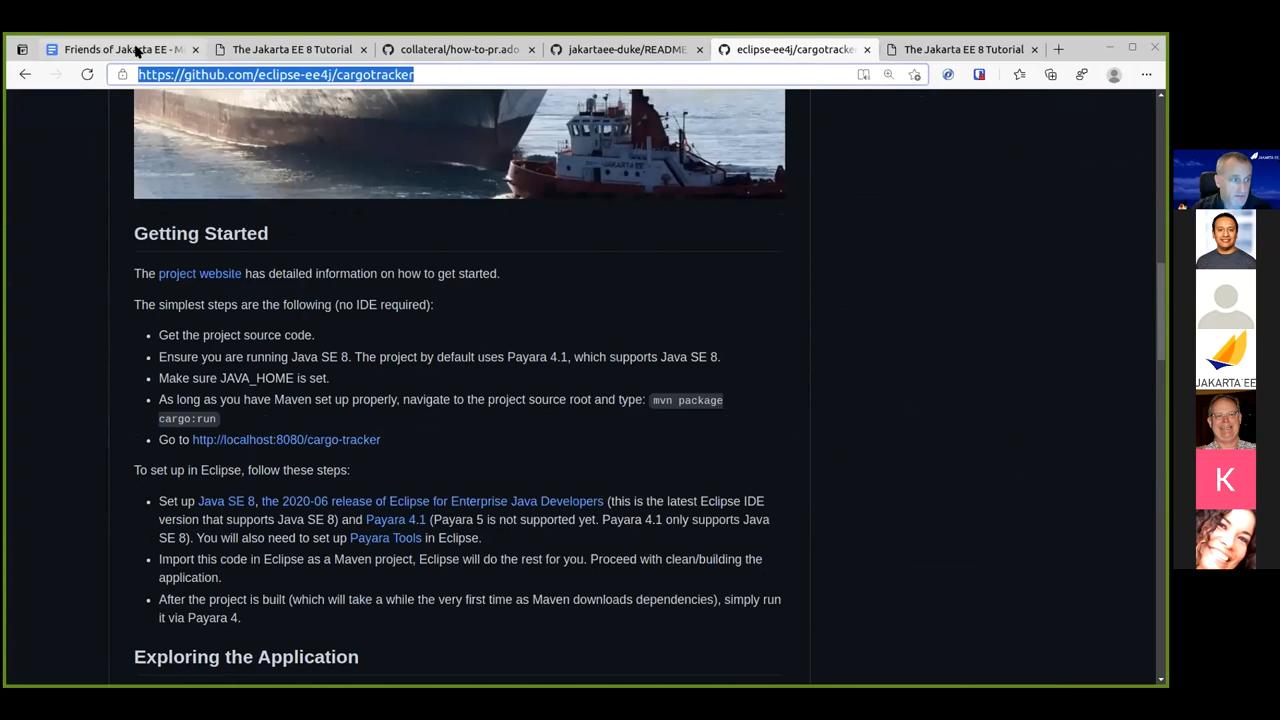 Friends of Jakarta EE - Mi
The Jakarta EE 8 Tutorial
collateral/how-to-pr.ado
jakartaee-duke/README
eclipse-ee4j/cargotracke
The Jakarta EE 8 Tutorial
https://github.com/eclipse-ee4j/cargotracker
JAKARTA EE
Getting Started
The project website has detailed information on how to get started.
The simplest steps are the following (no IDE required):
Get the project source code.
Ensure you are running Java SE 8. The project by default uses Payara 4.1, which supports Java SE 8.
Make sure JAVA_HOME is set.
As long as you have Maven set up properly, navigate to the project source root and type: mvn package
cargo:run
Go to http://localhost:8080/cargo-tracker
To set up in Eclipse, follow these steps:
Set up Java SE 8, the 2020-06 release of Eclipse for Enterprise Java Developers (this is the latest Eclipse IDE
version that supports Java SE 8) and Payara 4.1 (Payara 5 is not supported yet. Payara 4.1 only supports Java
SE 8). You will also need to set up Payara Tools in Eclipse.
Import this code in Eclipse as a Maven project, Eclipse will do the rest for you. Proceed with clean/building the
application.
After the project is built (which will take a while the very first time as Maven downloads dependencies), simply run
it via Payara 4.
Exploring the Application
JAKARTA EE
JAKARTA EE
K